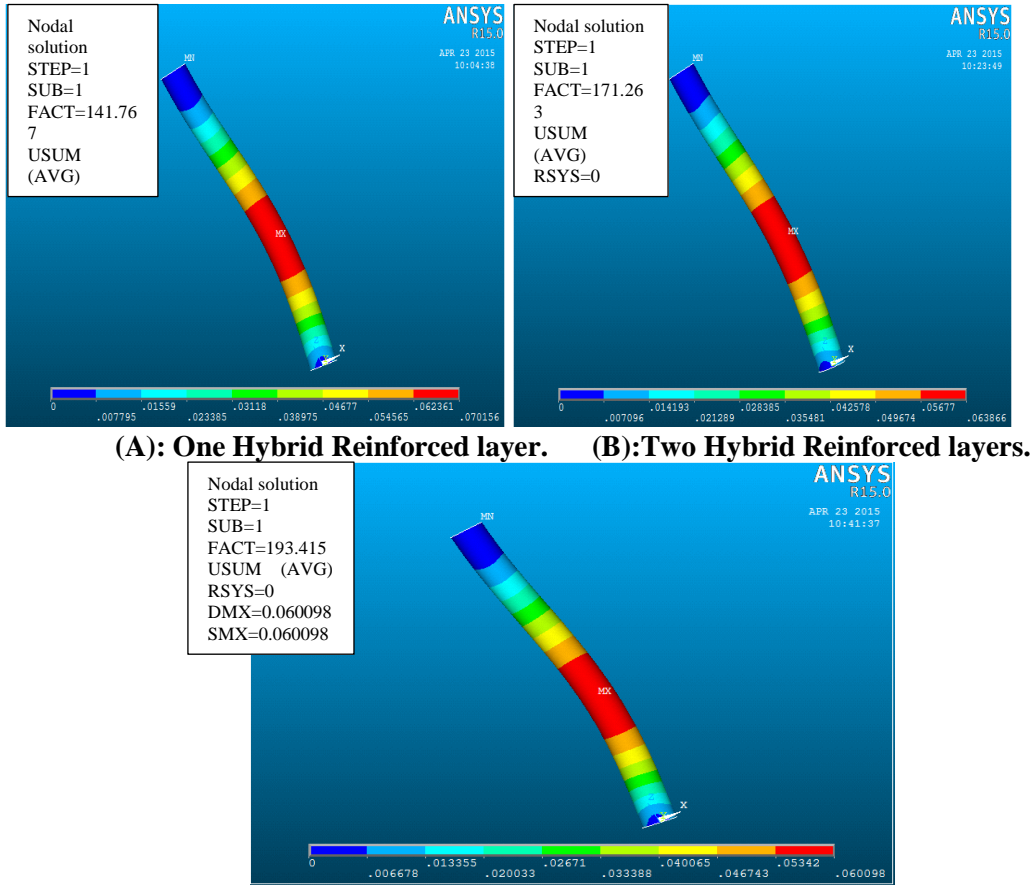 Nodal
solution
STEP=1
SUB=1
FACT=141.76
7
USUM
(AVG)
ANSYS
R15.0
APR 23 2015
10:04:38
MN
MX
Z
X
0 .01559 .03118 .04677 .062361
.007795 .023385 .038975 .054565 .070156
Nodal solution
STEP=1
SUB=1
FACT=171.26
3
USUM
(AVG)
RSYS=0
ANSYS
R15.0
APR 23 2015
10:23:49
MN
MX
X
0 .014193 .028385 .042578 .05677
.007096 .021289 .035481 .049674 .063866
(A): One Hybrid Reinforced layer. (B):Two Hybrid Reinforced layers.
Nodal solution
STEP=1
SUB=1
FACT=193.415
USUM (AVG)
RSYS=0
DMX=0.060098
SMX=0.060098
ANSYS
R15.0
APR 23 2015
10:41:37
MN
MX
Z
X
0 .013355 .02671 .040065 .05342
.006678 .020033 .033388 .046743 .060098